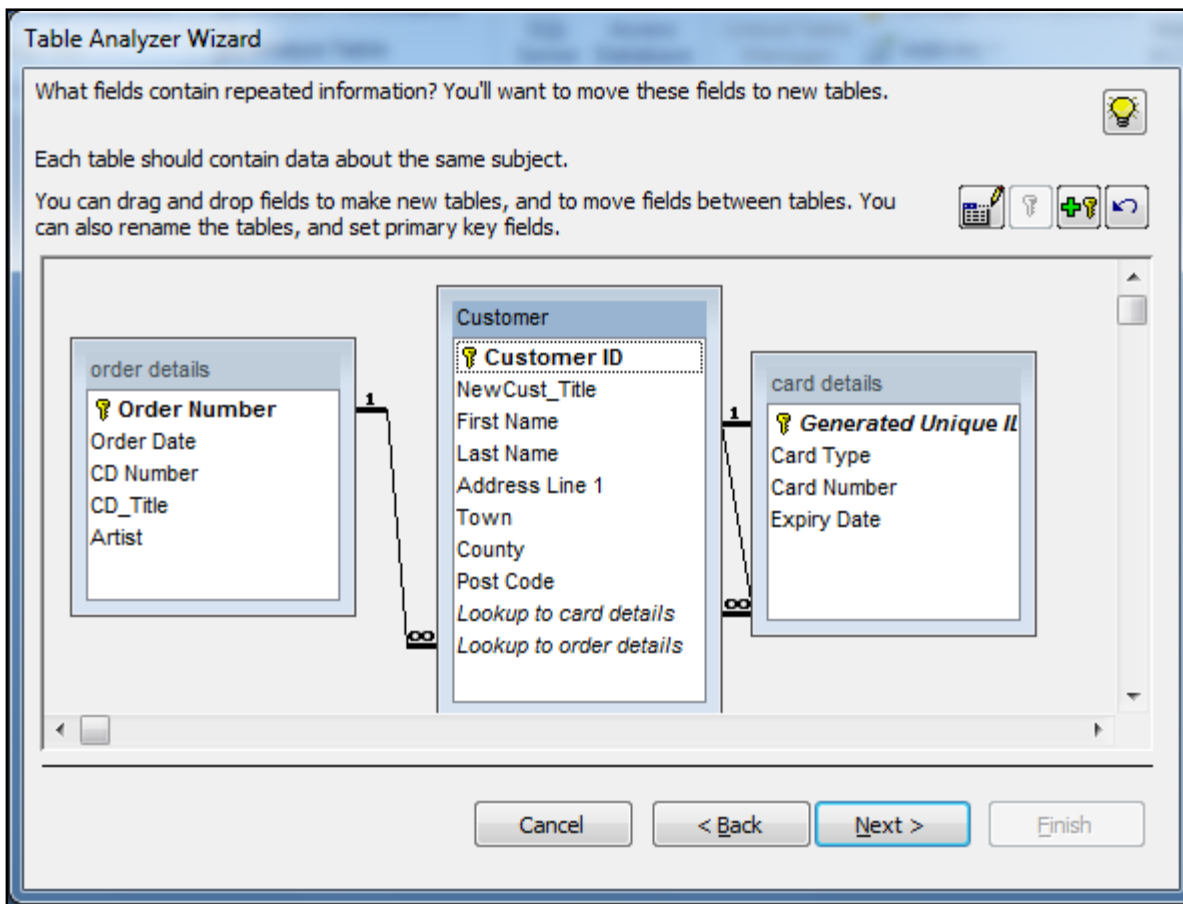 Table Analyzer Wizard
What fields contain repeated information? You'll want to move these fields to new tables.
Each table should contain data about the same subject.
You can drag and drop fields to make new tables, and to move fields between tables. You
can also rename the tables, and set primary key fields.
order details
Order Number
Order Date
CD Number
CD_Title
Artist
1
∞
Customer
Customer ID
NewCust_Title
First Name
Last Name
Address Line 1
Town
County
Post Code
Lookup to card details
Lookup to order details
1
∞
card details
Generated Unique ID
Card Type
Card Number
Expiry Date
Cancel
< Back
Next >
Finish